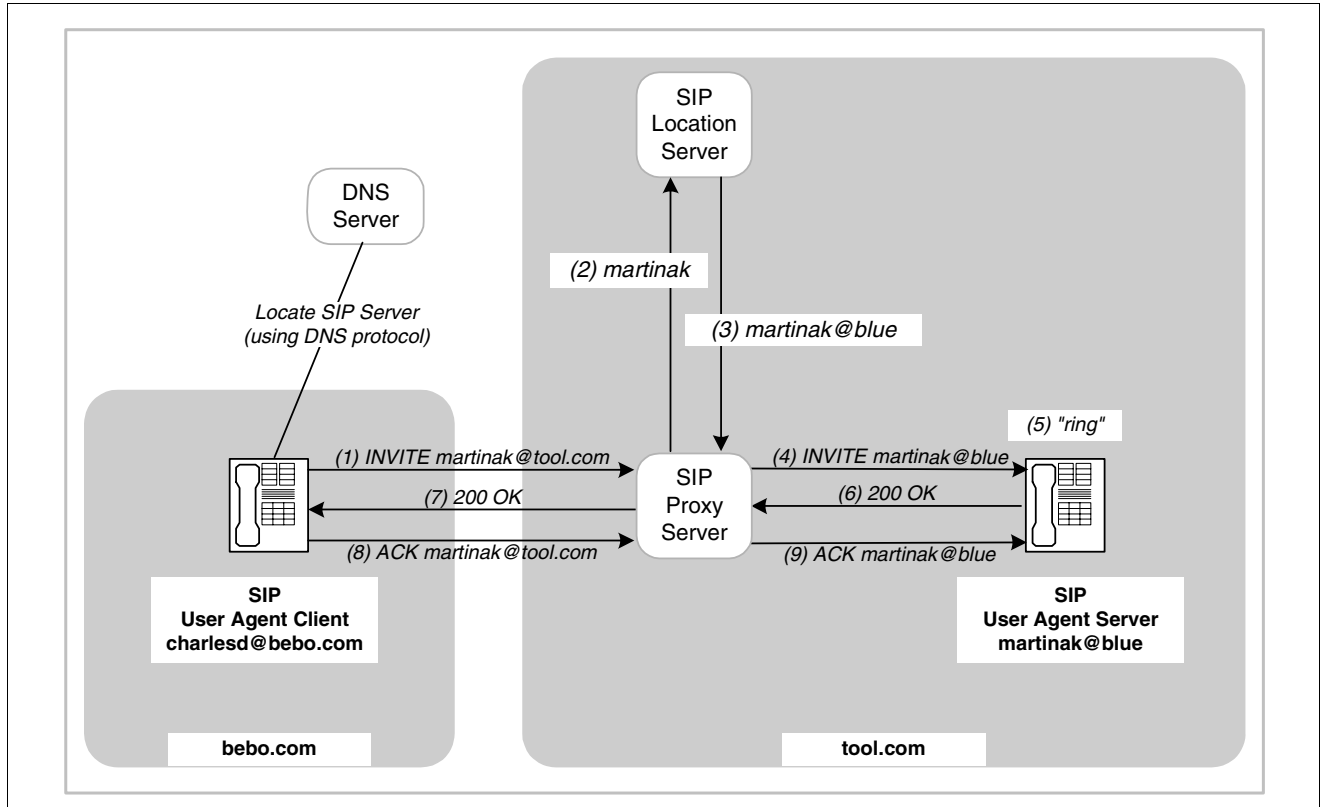 SIP
Location
Server
DNS
Server
(2) martinak
Locate SIP Server
(using DNS protocol)
(3) martinak@blue
(5) "ring"
(1) INVITE martinak@tool.com
(4) INVITE martinak@blue
SIP
Proxy
Server
(7) 200 OK
(6) 200 OK
(8) ACK martinak@tool.com
(9) ACK martinak@blue
SIP
User Agent Client
charlesd@bebo.com
SIP
User Agent Server
martinak@blue
bebo.com
tool.com